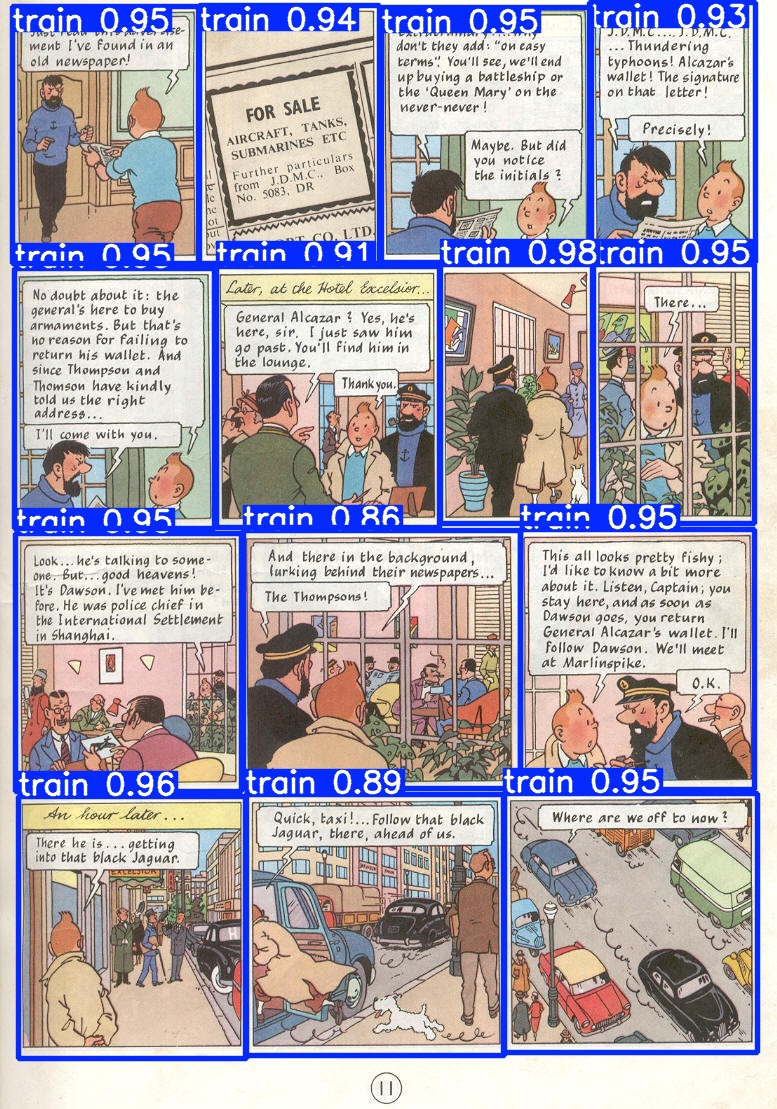 train 0.95
train 0.94
train 0.95
train 0.93
Just read this advertise-
ment I've found in an
old newspaper!
FOR SALE
AIRCRAFT, TANKS,
SUBMARINES ETC
Further particulars
from J.D.M.C., Box
No. 5083, DR
CO, LTD.
don't they add: "on easy
terms". You'll see, we'll end
up buying a battleship or
the 'Queen Mary' on the
never-never!
Maybe. But did
you notice
the initials?
J.D.M.C.... J.D.M.C.
... Thundering
typhoons! Alcazar's
wallet! The signature
on that letter!
Precisely!
train 0.95
train 0.91
train 0.98
train 0.95
No doubt about it: the
general's here to buy
armaments. But that's
no reason for failing to
return his wallet. And
since Thompson and
Thomson have kindly
told us the right
address...
I'll come with you.
Later, at the Hotel Excelsior...
General Alcazar? Yes, he's
here, sir. I just saw him
go past. You'll find him in
the lounge.
Thank you.
There...
train 0.95
train 0.86
train 0.95
Look... he's talking to some-
one. But... good heavens!
It's Dawson. I've met him be-
fore. He was police chief in
the International Settlement
in Shanghai.
And there in the background,
lurking behind their newspapers...
The Thompsons!
This all looks pretty fishy;
I'd like to know a bit more
about it. Listen, Captain; you
stay here, and as soon as
Dawson goes, you return
General Alcazar's wallet. I'll
follow Dawson. We'll meet
at Marlinspike.
O.K.
train 0.96
train 0.89
train 0.95
An hour later...
There he is... getting
into that black Jaguar.
EXCELSIOR
H
Quick, taxi!... Follow that black
Jaguar, there, ahead of us.
Where are we off to now?
11